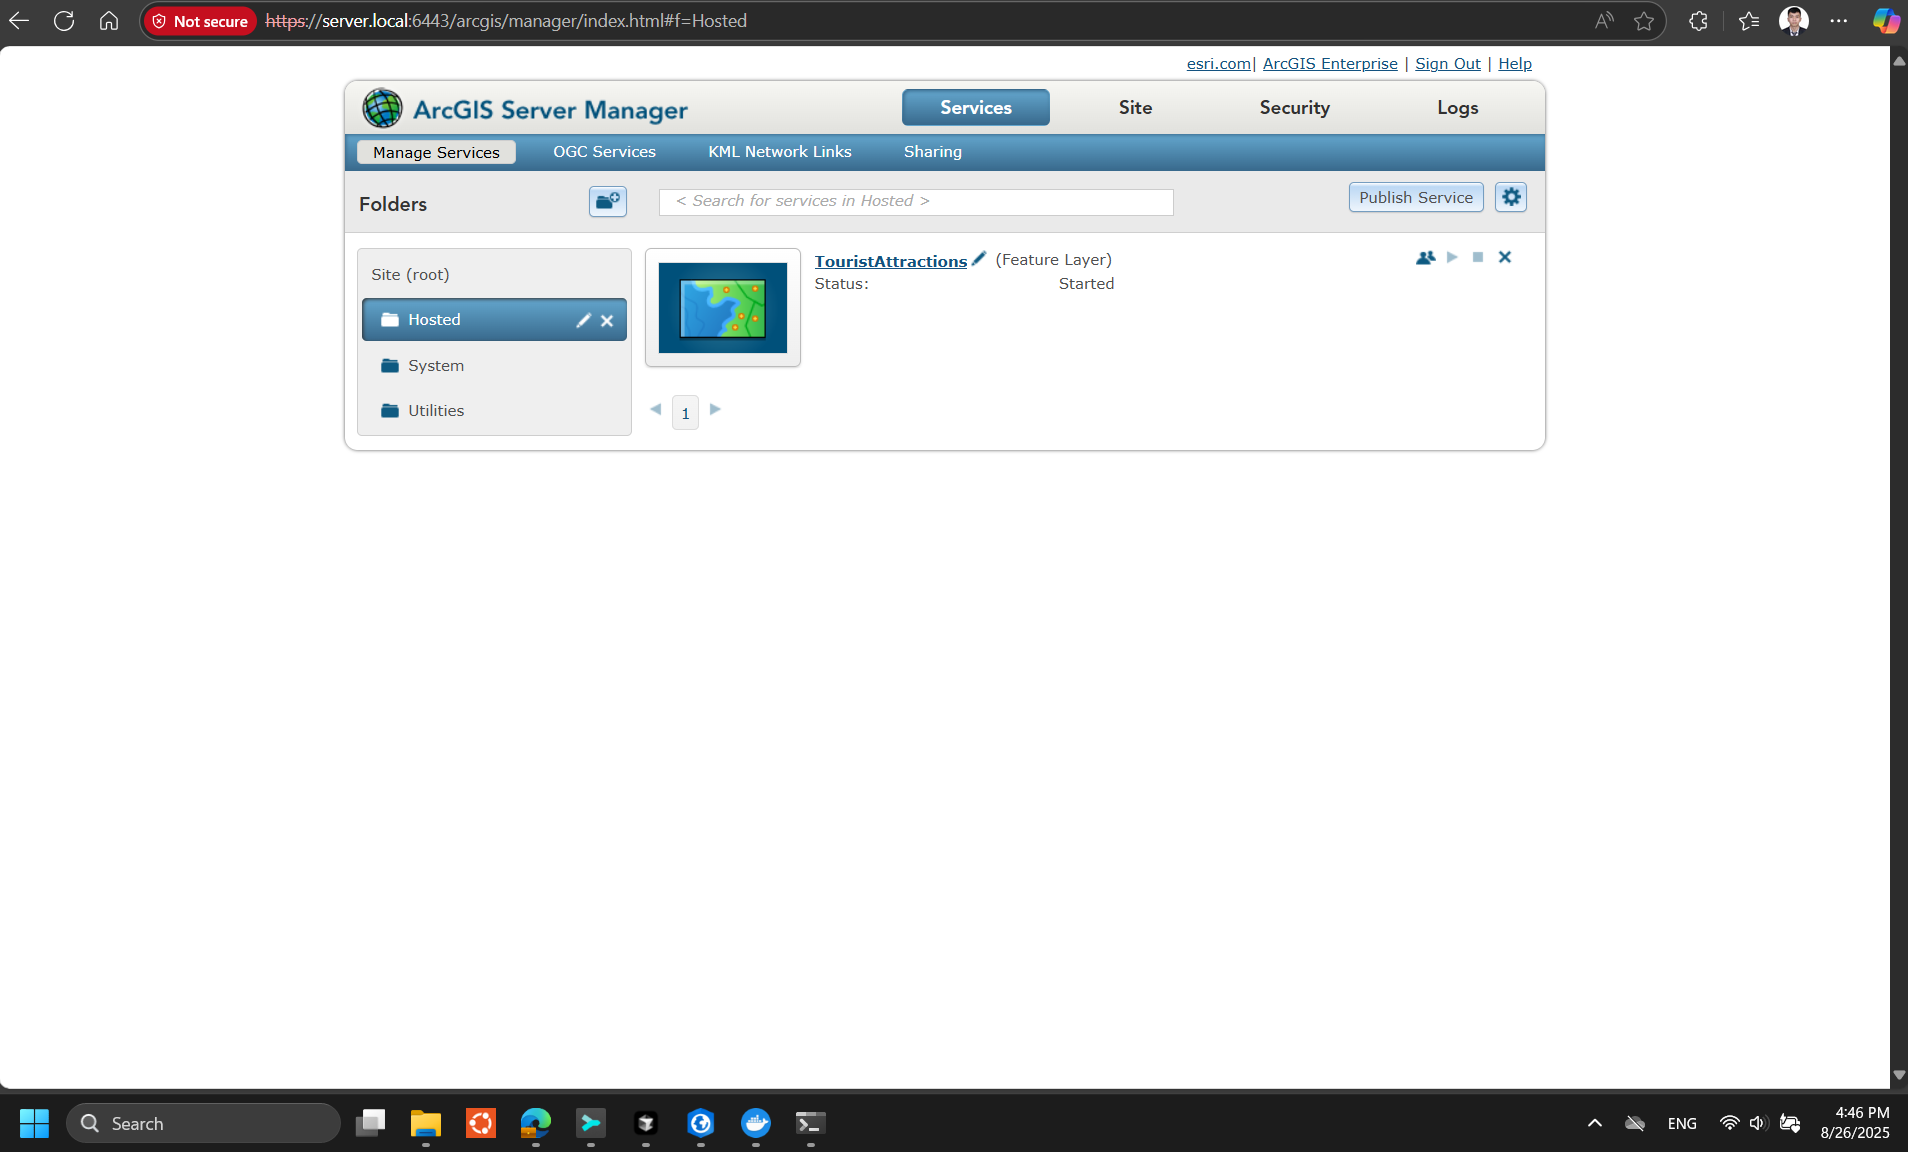 Not secure
https://server.local:6443/arcgis/manager/index.html#f=Hosted
esri.com| ArcGIS Enterprise | Sign Out | Help
ArcGIS Server Manager
Services
Site
Security
Logs
Manage Services
OGC Services
KML Network Links
Sharing
Folders
< Search for services in Hosted >
Publish Service
Site (root)
Hosted
System
Utilities
TouristAttractions (Feature Layer)
Status: Started
1
Search
ENG
4:46 PM
8/26/2025